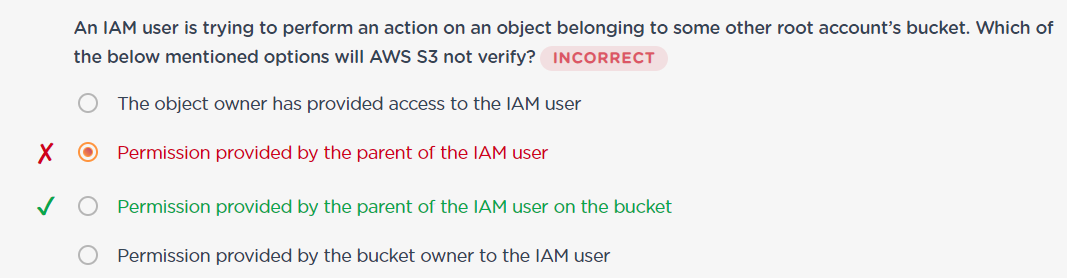 An IAM user is trying to perform an action on an object belonging to some other root account's bucket. Which of
the below mentioned options will AWS S3 not verify? INCORRECT
The object owner has provided access to the IAM user
✗ Permission provided by the parent of the IAM user
✓ Permission provided by the parent of the IAM user on the bucket
Permission provided by the bucket owner to the IAM user